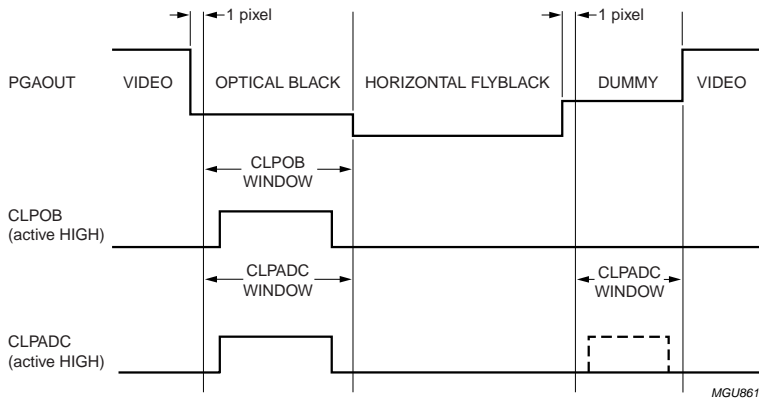 1 pixel
1 pixel
PGAOUT
VIDEO
OPTICAL BLACK
HORIZONTAL FLYBLACK
DUMMY
VIDEO
CLPOB
WINDOW
CLPOB
(active HIGH)
CLPADC
WINDOW
CLPADC
WINDOW
CLPADC
(active HIGH)
MGU861